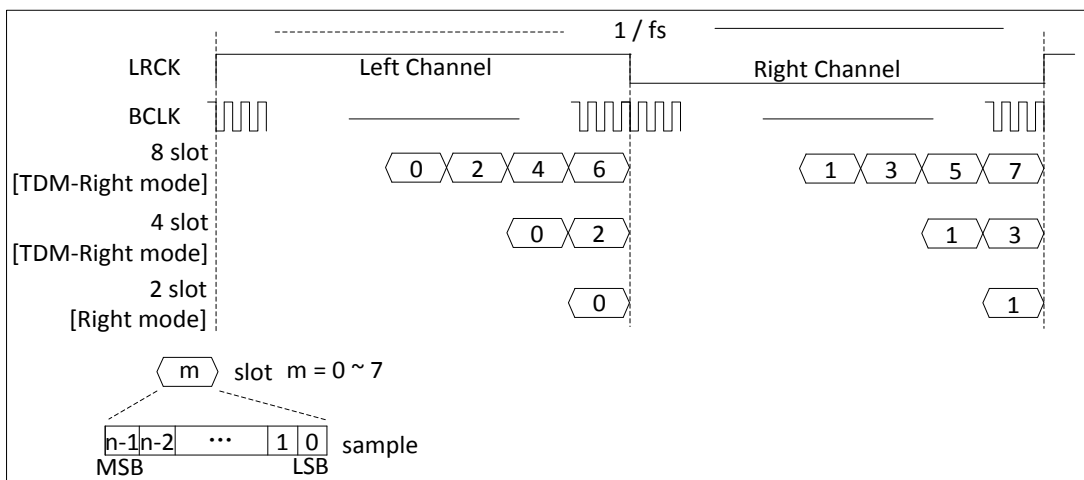 1 / fs
LRCK Left Channel Right Channel
BCLK
8 slot
[TDM-Right mode] 0 2 4 6 1 3 5 7
4 slot
[TDM-Right mode] 0 2 1 3
2 slot
[Right mode] 0 1
m slot m = 0 ~ 7
n-1 n-2 ··· 1 0 sample
MSB LSB